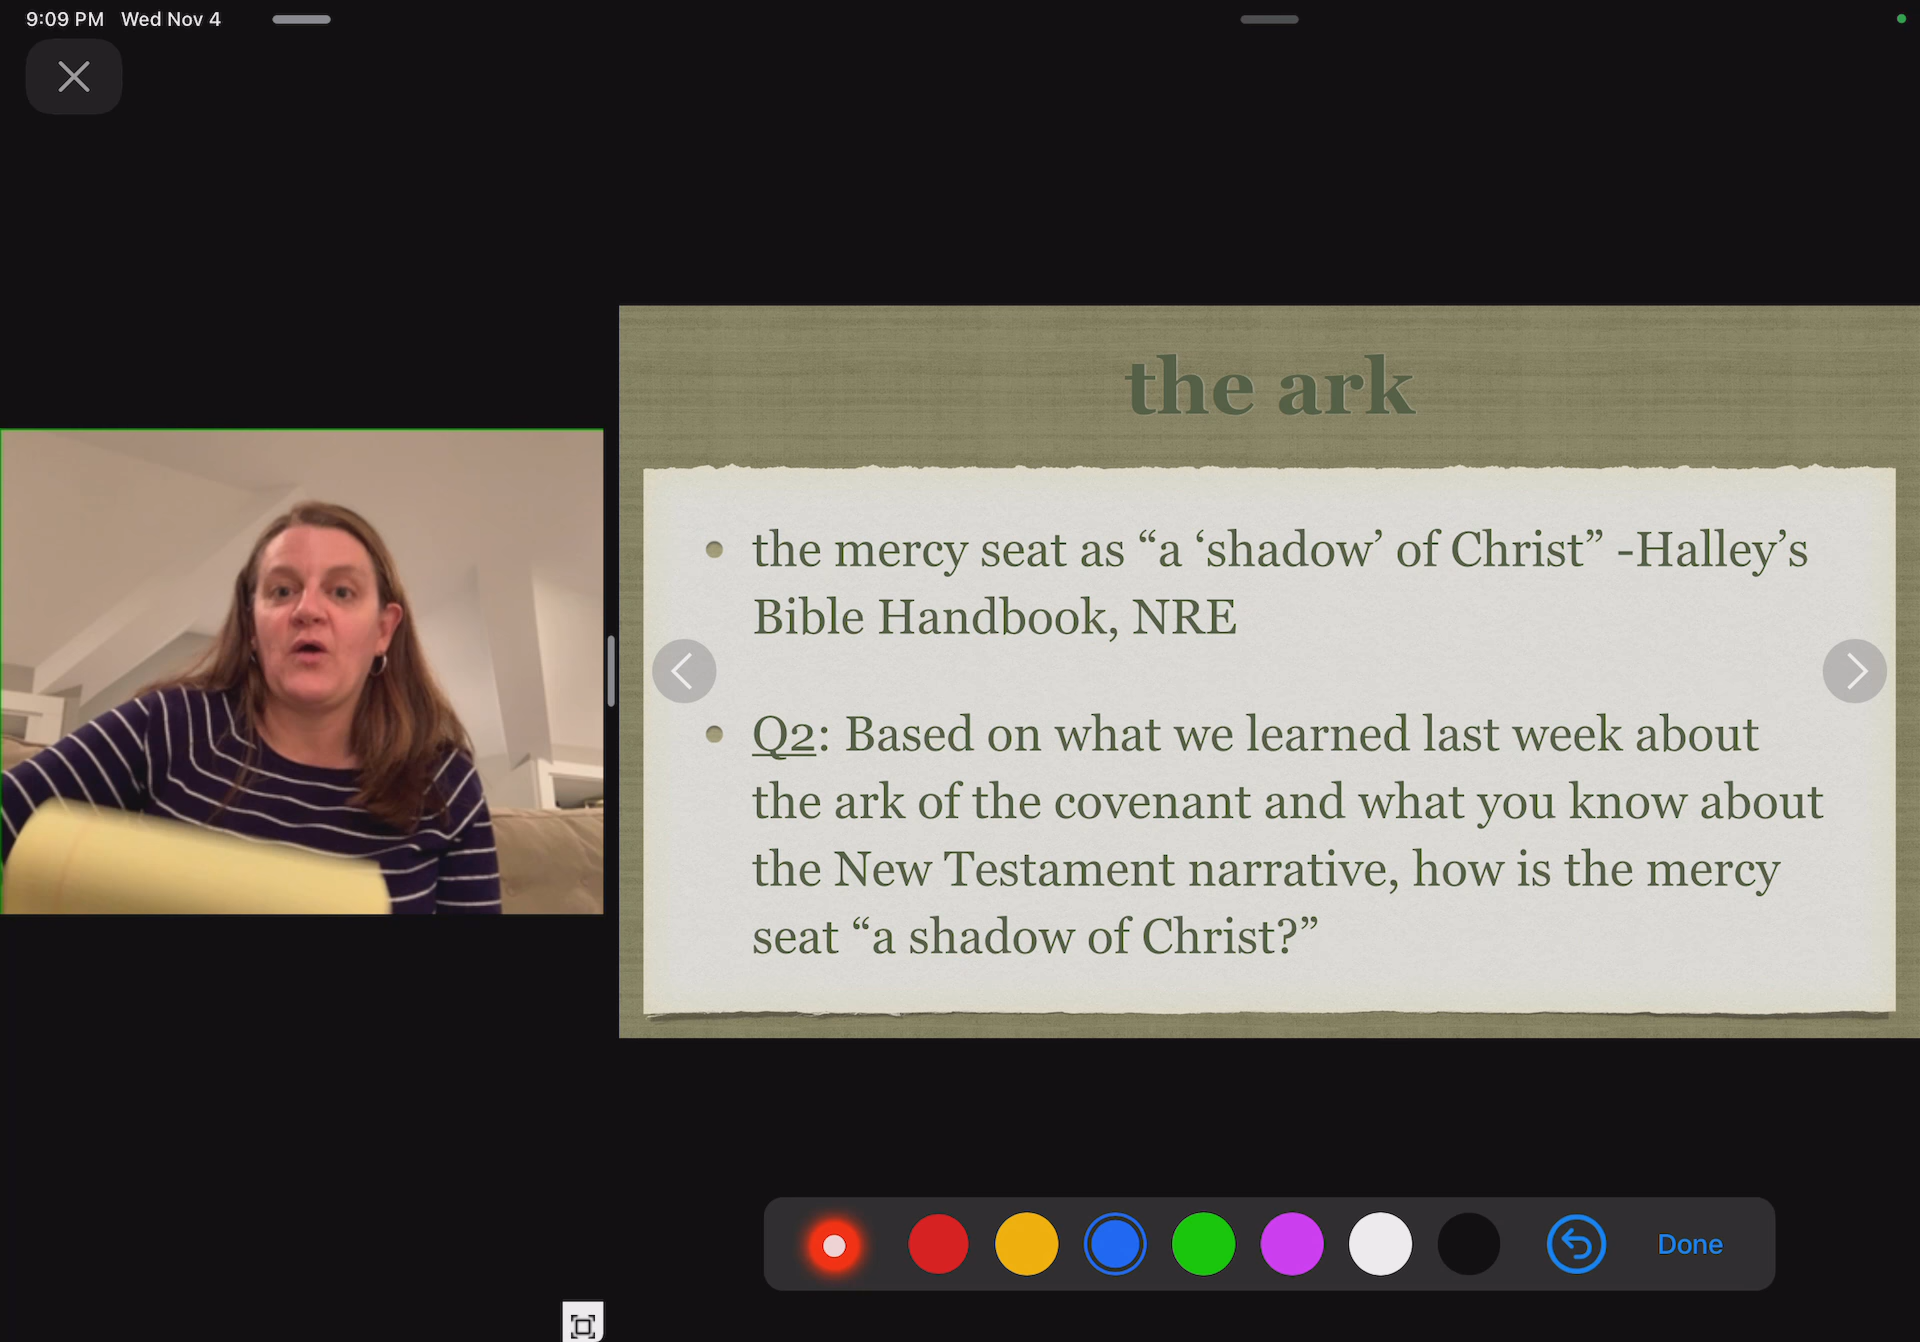 9:09 PM Wed Nov 4
the ark
the mercy seat as “a ‘shadow’ of Christ” -Halley’s
Bible Handbook, NRE
Q2: Based on what we learned last week about
the ark of the covenant and what you know about
the New Testament narrative, how is the mercy
seat “a shadow of Christ?”
Done